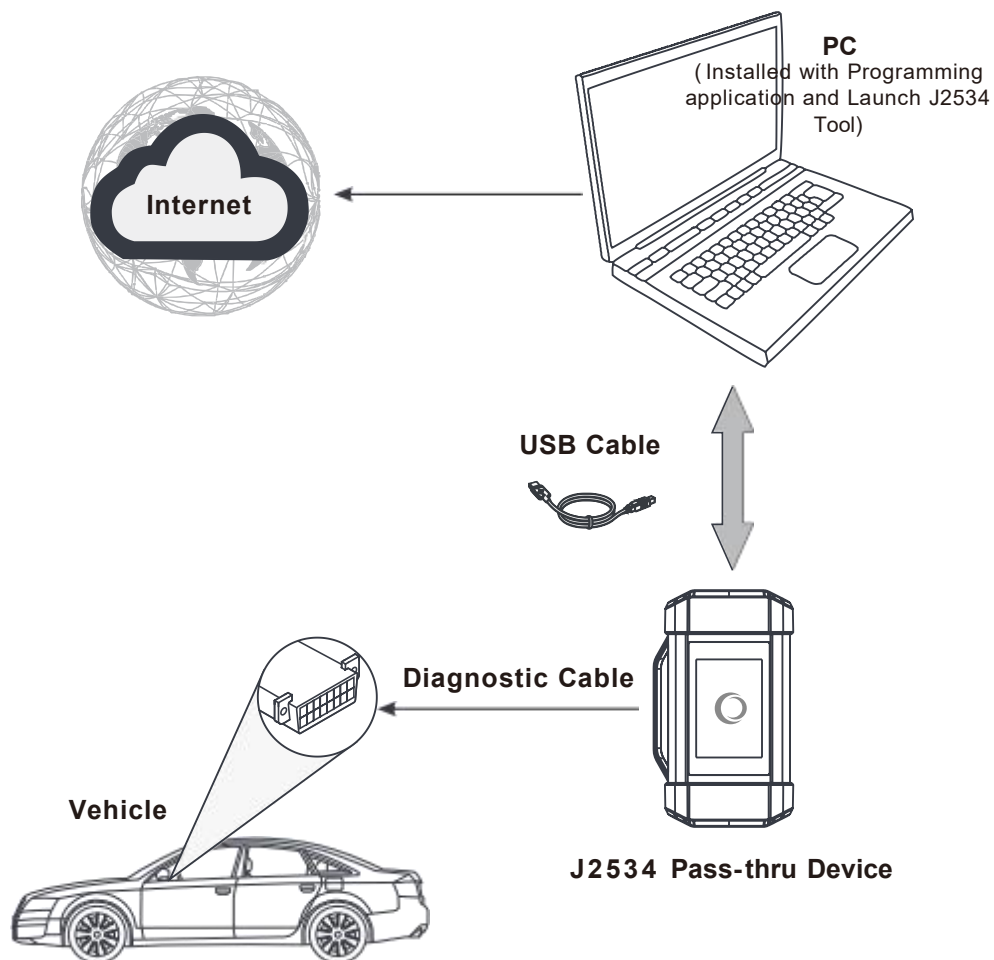 PC
(Installed with Programming
application and Launch J2534
Tool)
Internet
USB Cable
Diagnostic Cable
Vehicle
J2534 Pass-thru Device